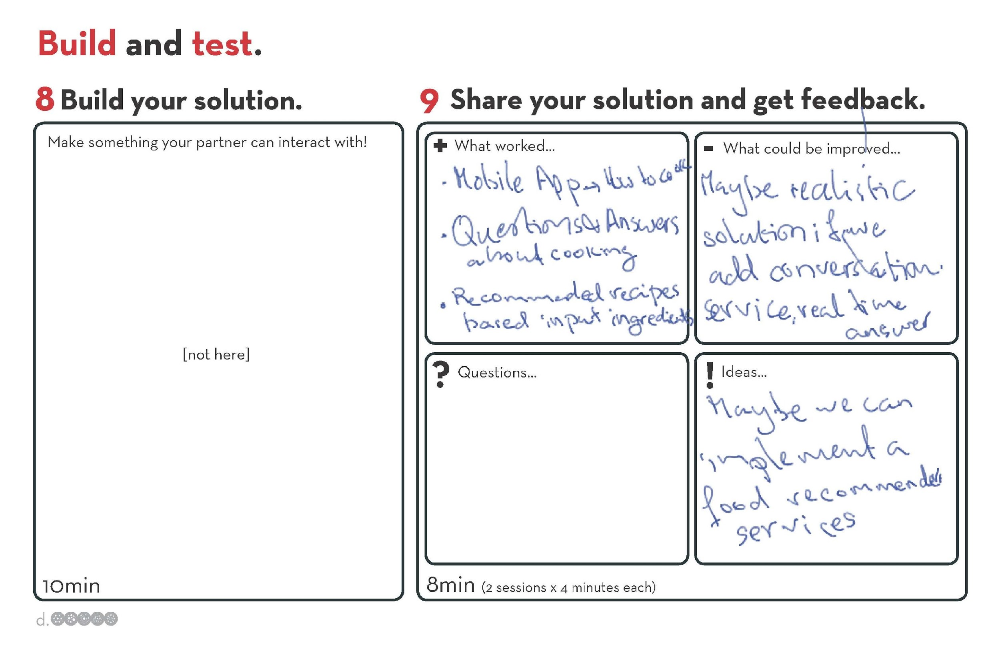 Build and test.
8 Build your solution.
Make something your partner can interact with!
[not here]
10min
9 Share your solution and get feedback.
+ What worked...
- Mobile App → How to cook
• Questions & Answers
about cooking
• Recommeded recipes
based input ingredients
- What could be improved...
Maybe realistic
solution if we
add converstation
service, real time
answer
? Questions...
! Ideas...
Maybe we can
implement a
food recommender
services
8min (2 sessions x 4 minutes each)
d.